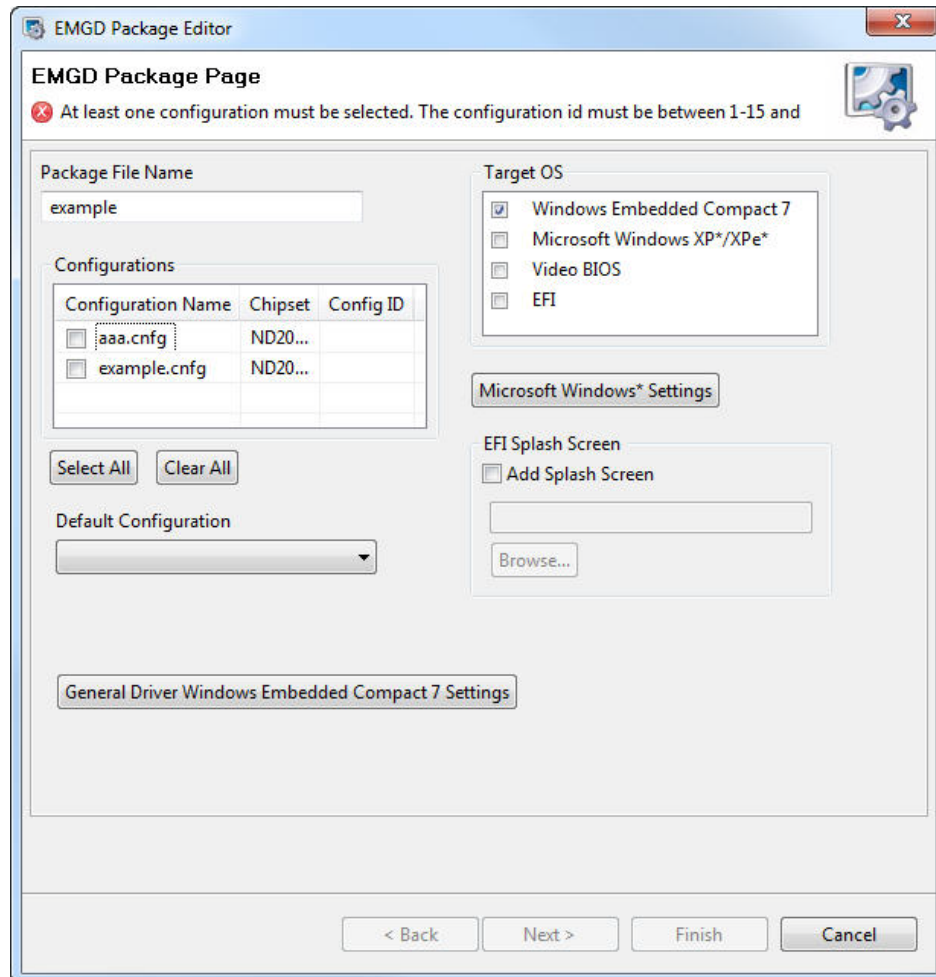 EMGD Package Editor
EMGD Package Page
At least one configuration must be selected. The configuration id must be between 1-15 and
Package File Name
example
Configurations
Configuration Name Chipset Config ID
aaa.cnfg ND20...
example.cnfg ND20...
Select All Clear All
Default Configuration
General Driver Windows Embedded Compact 7 Settings
Target OS
Windows Embedded Compact 7
Microsoft Windows XP*/XPe*
Video BIOS
EFI
Microsoft Windows* Settings
EFI Splash Screen
Add Splash Screen
Browse...
< Back Next > Finish Cancel